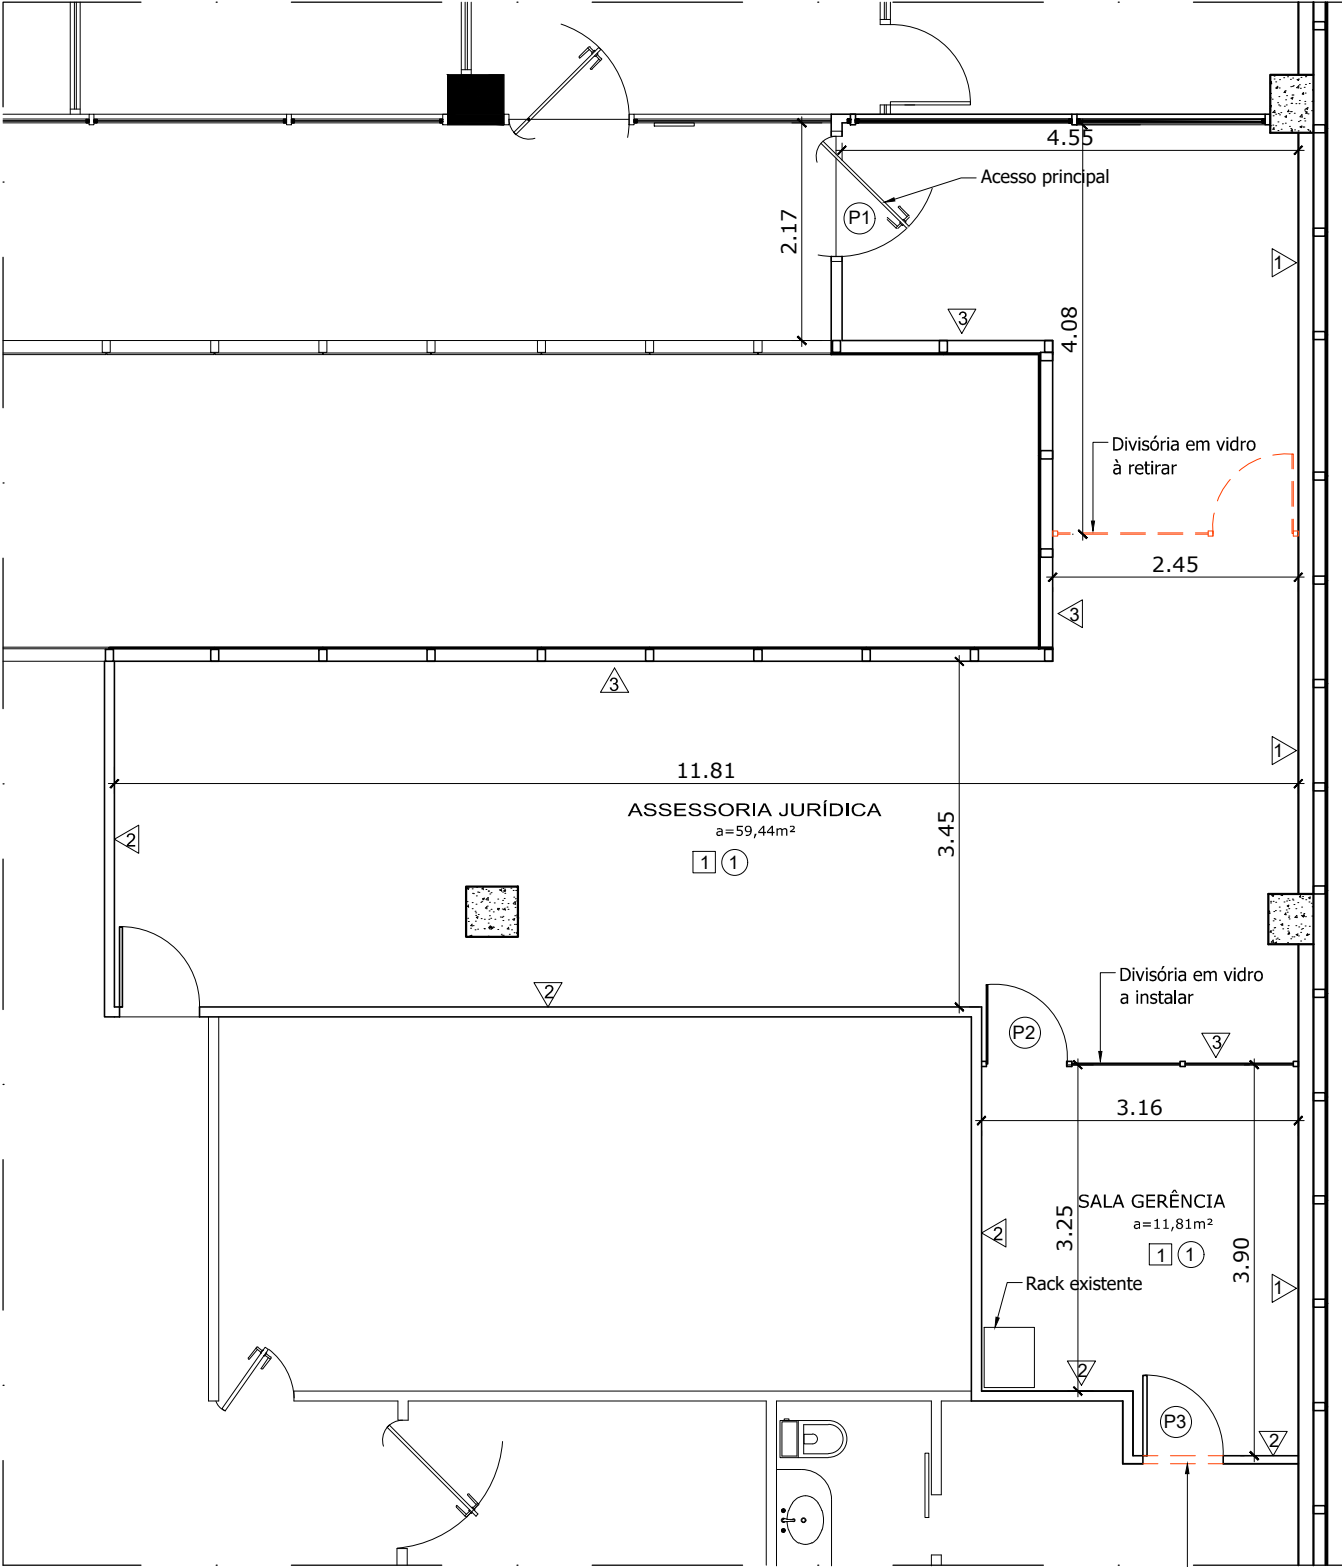 4.55
Acesso principal
P1
2.17
1
3
4.08
Divisória em vidro
à retirar
2.45
3
3
1
11.81
ASSESSORIA JURÍDICA
a=59,44m²
1 1
2
3.45
2
Divisória em vidro
a instalar
P2
3
3.16
SALA GERÊNCIA
a=11,81m²
1 1
3.25
2
3.90
Rack existente
1
2
P3
2